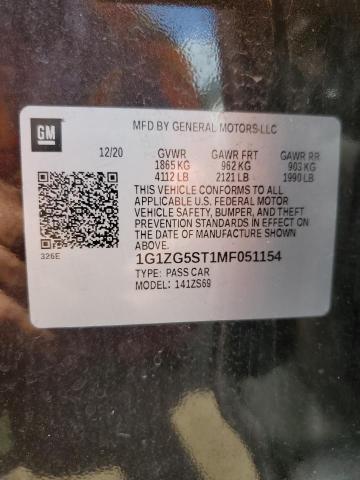 GM
MFD BY GENERAL MOTORS LLC
12/20 GVWR GAWR FRT GAWR RR
1865 KG 962 KG 903 KG
4112 LB 2121 LB 1990 LB
THIS VEHICLE CONFORMS TO ALL
APPLICABLE U.S. FEDERAL MOTOR
VEHICLE SAFETY, BUMPER, AND THEFT
PREVENTION STANDARDS IN EFFECT ON
THE DATE OF MANUFACTURE SHOWN
ABOVE.
326E
1G1ZG5ST1MF051154
TYPE: PASS CAR
MODEL: 141ZS69